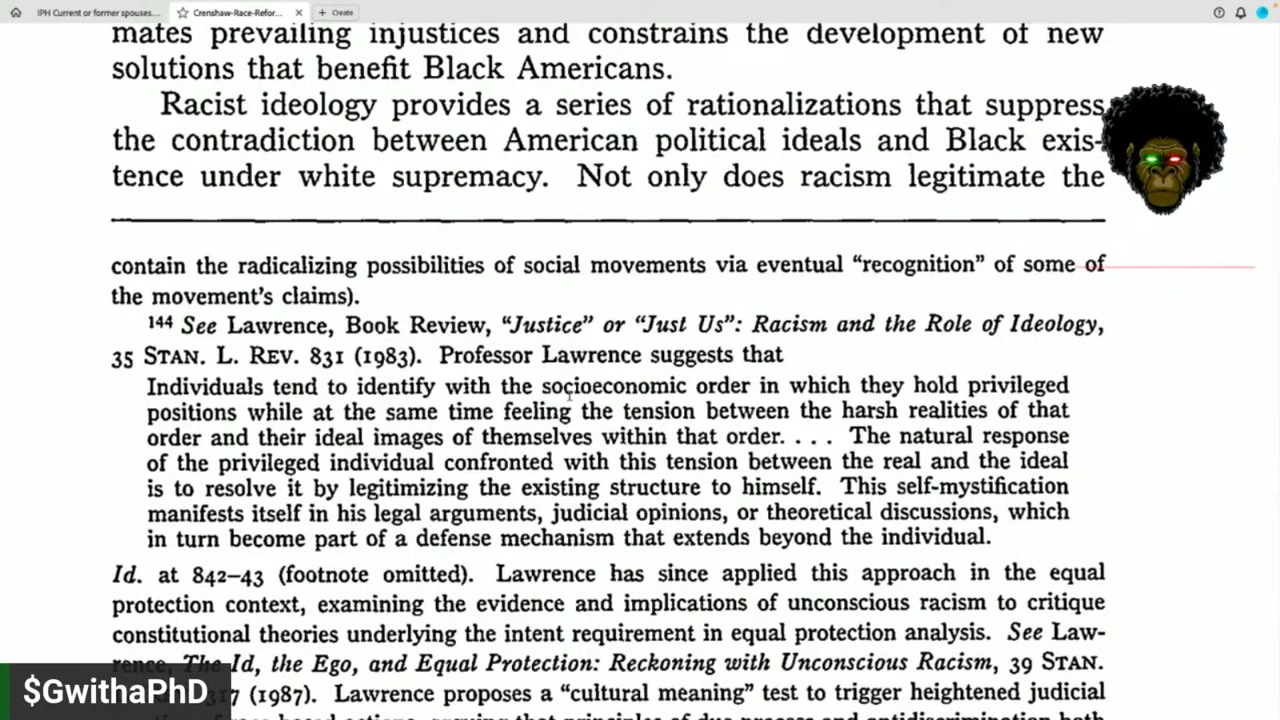 IPH Current or former spouses....
Crenshaw-Race-Refor...
Create
mates prevailing injustices and constrains the development of new
solutions that benefit Black Americans.
Racist ideology provides a series of rationalizations that suppress
the contradiction between American political ideals and Black exis-
tence under white supremacy. Not only does racism legitimate the
contain the radicalizing possibilities of social movements via eventual “recognition” of some of
the movement’s claims).
144 See Lawrence, Book Review, “Justice” or “Just Us”: Racism and the Role of Ideology,
35 STAN. L. REV. 831 (1983). Professor Lawrence suggests that
Individuals tend to identify with the socioeconomic order in which they hold privileged
positions while at the same time feeling the tension between the harsh realities of that
order and their ideal images of themselves within that order. . . . The natural response
of the privileged individual confronted with this tension between the real and the ideal
is to resolve it by legitimizing the existing structure to himself. This self-mystification
manifests itself in his legal arguments, judicial opinions, or theoretical discussions, which
in turn become part of a defense mechanism that extends beyond the individual.
Id. at 842–43 (footnote omitted). Lawrence has since applied this approach in the equal
protection context, examining the evidence and implications of unconscious racism to critique
constitutional theories underlying the intent requirement in equal protection analysis. See Law-
The Id, the Ego, and Equal Protection: Reckoning with Unconscious Racism, 39 STAN.
(1987). Lawrence proposes a “cultural meaning” test to trigger heightened judicial
$GwithaPhD